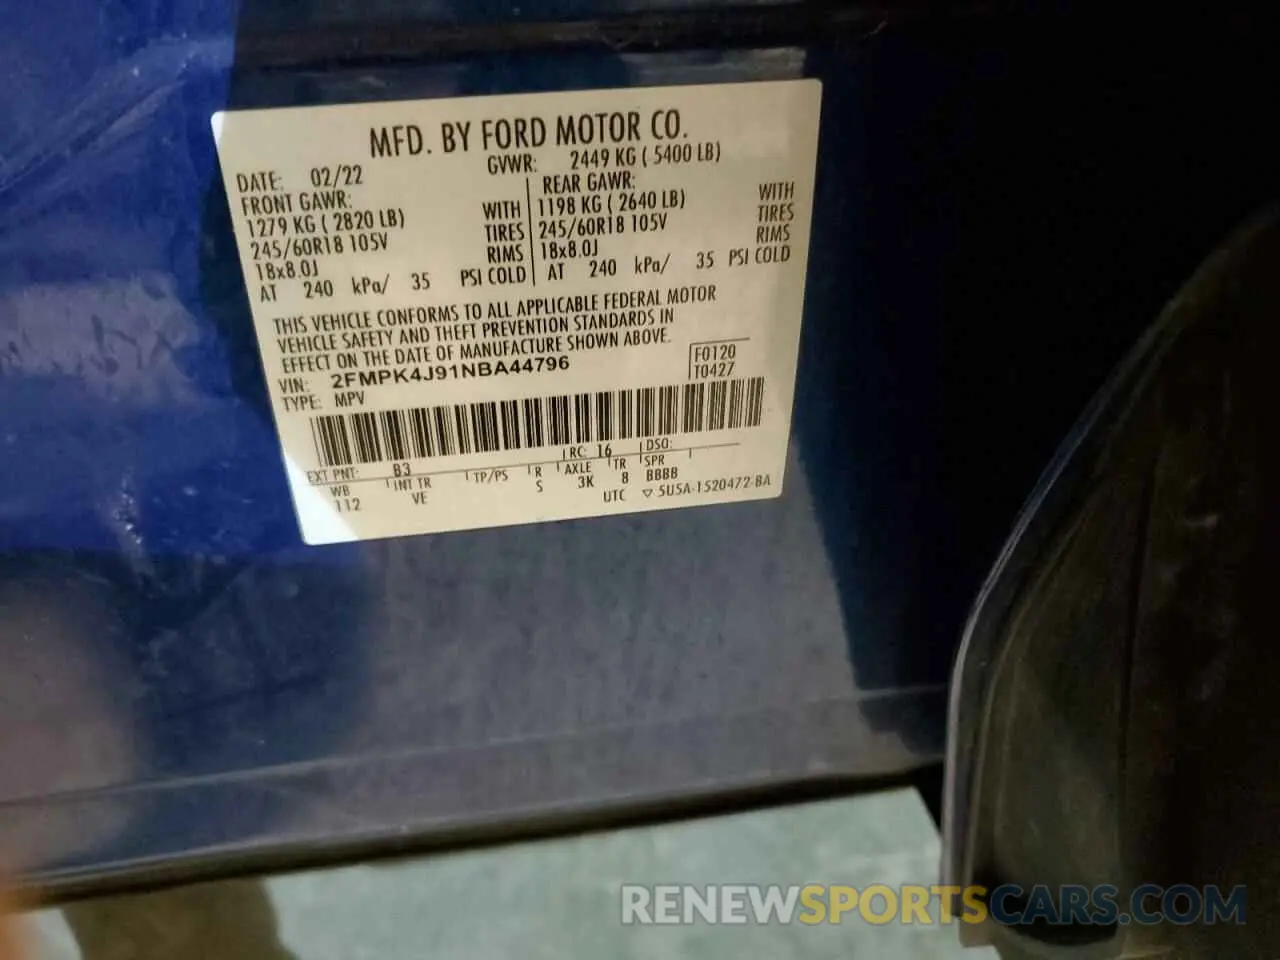 MFD. BY FORD MOTOR CO.
DATE: 02/22 GVWR: 2449 KG ( 5400 LB)
FRONT GAWR: REAR GAWR:
1279 KG ( 2820 LB) WITH 1198 KG ( 2640 LB) WITH
245/60R18 105V TIRES 245/60R18 105V TIRES
18x8.0J RIMS 18x8.0J RIMS
AT 240 kPa/ 35 PSI COLD AT 240 kPa/ 35 PSI COLD
THIS VEHICLE CONFORMS TO ALL APPLICABLE FEDERAL MOTOR
VEHICLE SAFETY AND THEFT PREVENTION STANDARDS IN
EFFECT ON THE DATE OF MANUFACTURE SHOWN ABOVE.
VIN: 2FMPK4J91NBA44796 F0120
TYPE: MPV T0427
EXT PNT: B3 RC: 16 DSO:
WB INT TR TP/PS R AXLE TR SPR
112 VE S 3K 8 BBBB
UTC ▽ 5U5A-1520472-BA
RENEWSPORTSCARS.COM